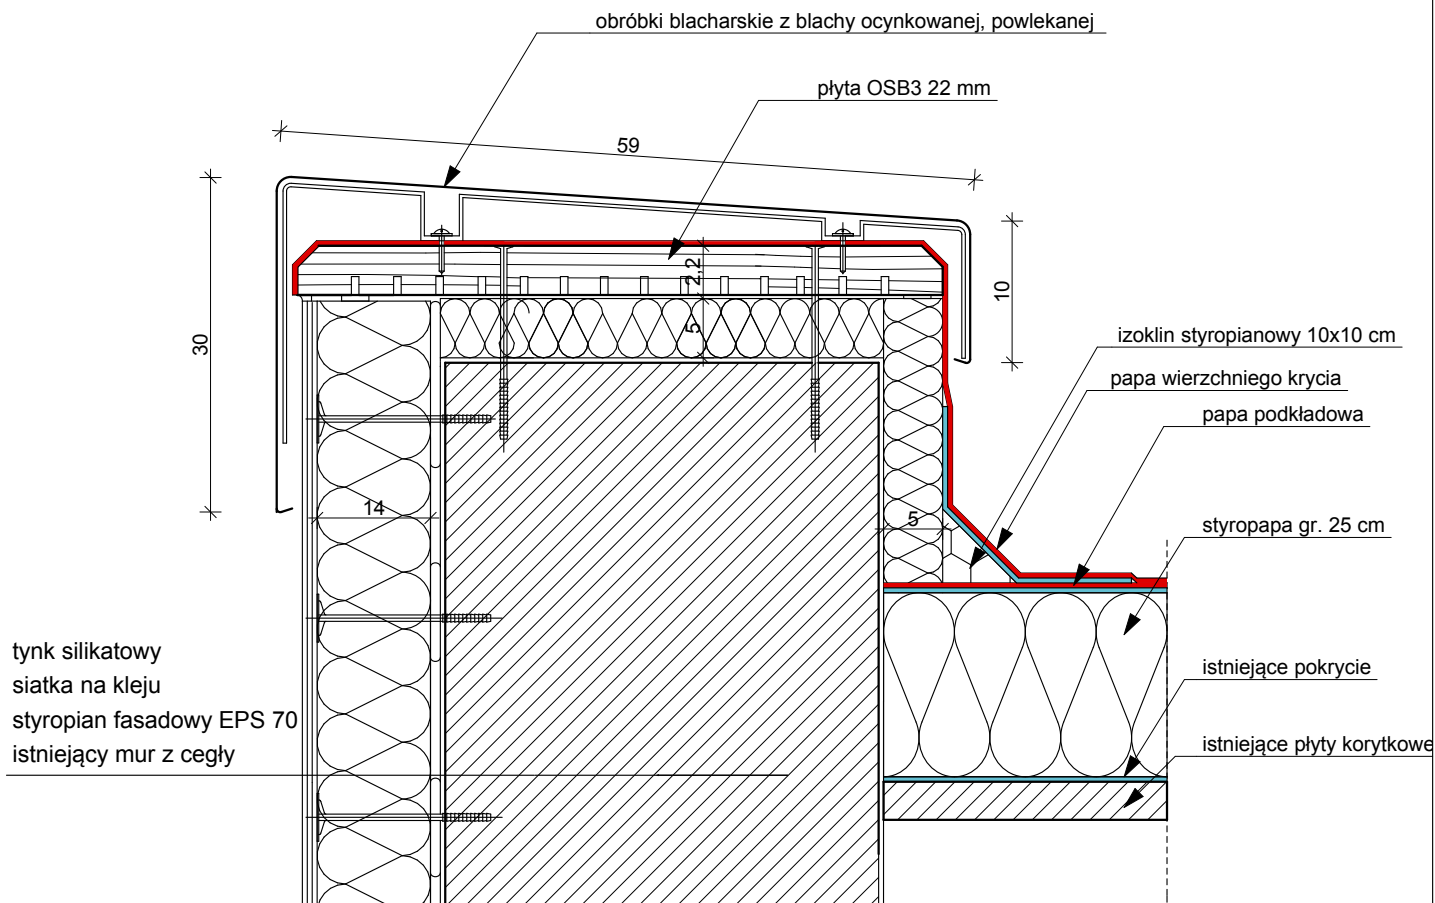 obróbki blacharskie z blachy ocynkowanej, powlekanej
płyta OSB3 22 mm
59
2,2
10
30
5
izoklin styropianowy 10x10 cm
papa wierzchniego krycia
papa podkładowa
14
5
styropapa gr. 25 cm
tynk silikatowy
siatka na kleju
styropian fasadowy EPS 70
istniejący mur z cegły
istniejące pokrycie
istniejące płyty korytkowe